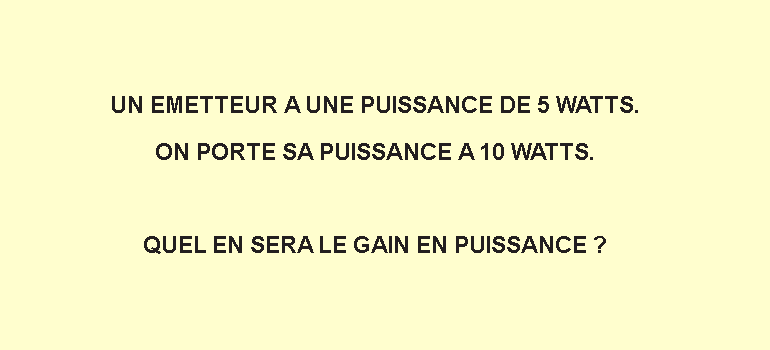 UN EMETTEUR A UNE PUISSANCE DE 5 WATTS.
ON PORTE SA PUISSANCE A 10 WATTS.
QUEL EN SERA LE GAIN EN PUISSANCE ?